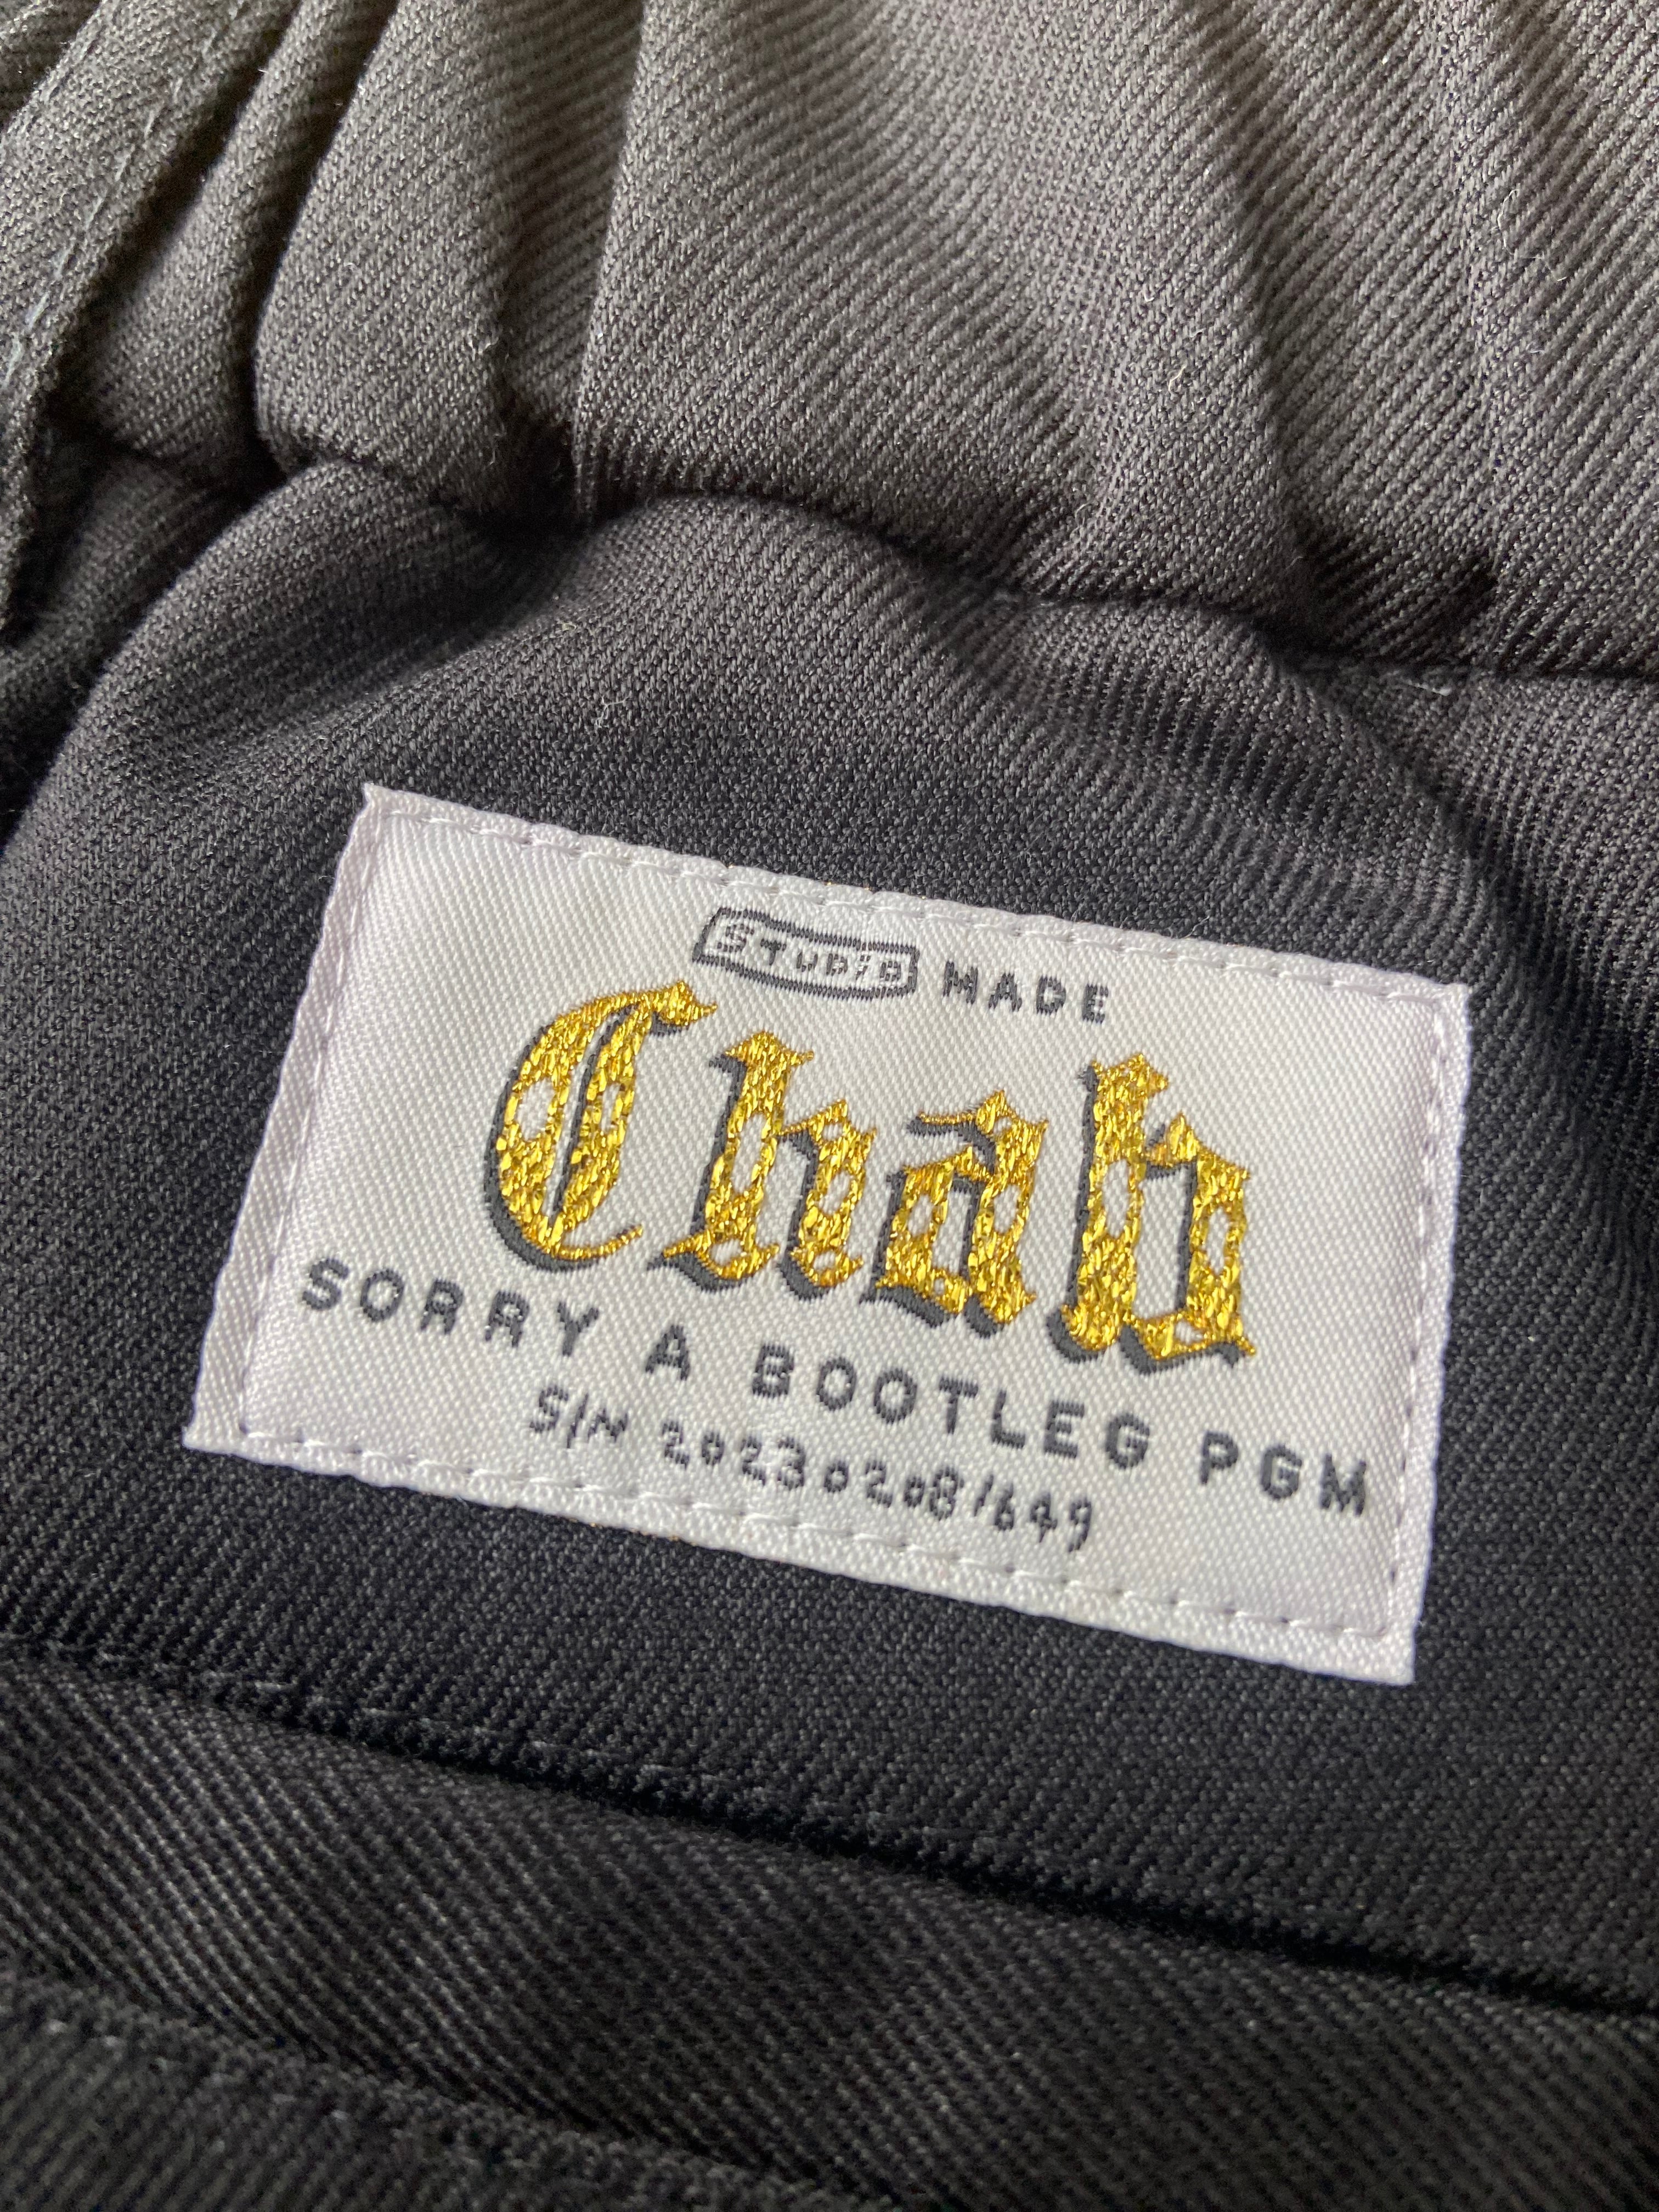 STUDIO MADE
Chab
SORRY A BOOTLEG PGM
S/N 20230208/649